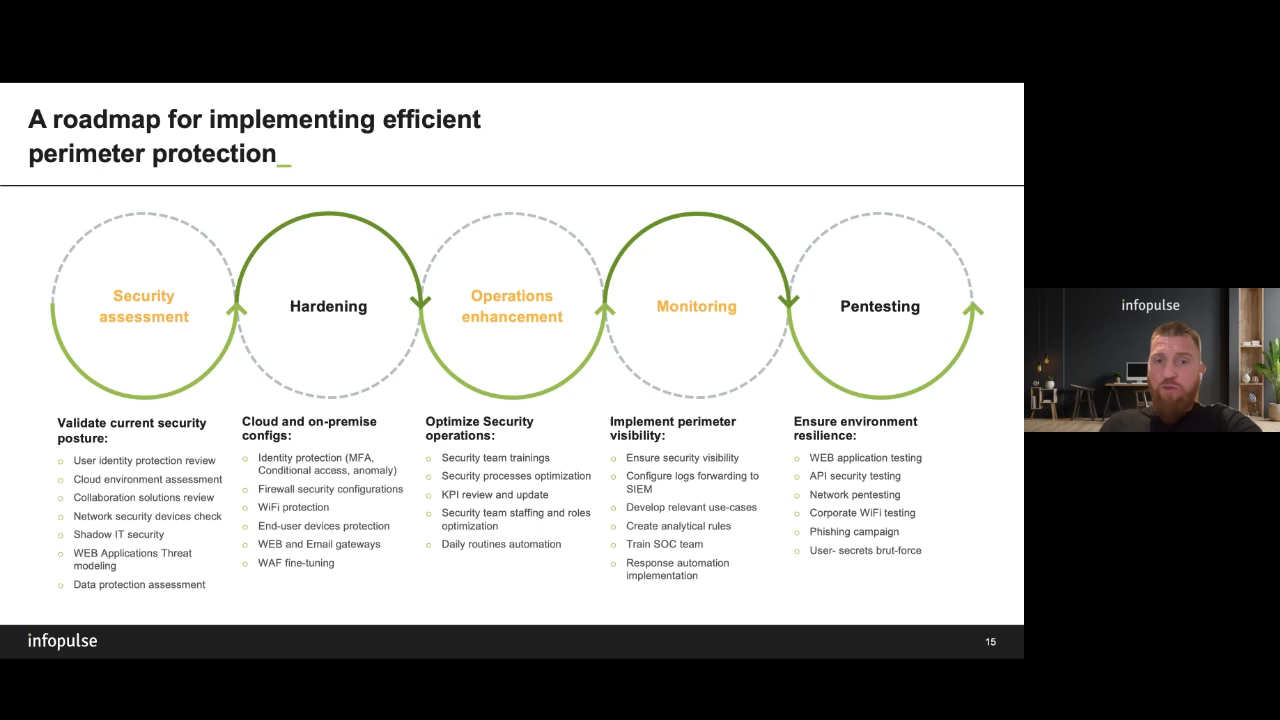 A roadmap for implementing efficient
perimeter protection_
Security
assessment
Hardening
Operations
enhancement
Monitoring
Pentesting
Validate current security
posture:
User identity protection review
Cloud environment assessment
Collaboration solutions review
Network security devices check
Shadow IT security
WEB Applications Threat
modeling
Data protection assessment
Cloud and on-premise
configs:
Identity protection (MFA,
Conditional access, anomaly)
Firewall security configurations
WiFi protection
End-user devices protection
WEB and Email gateways
WAF fine-tuning
Optimize Security
operations:
Security team trainings
Security processes optimization
KPI review and update
Security team staffing and roles
optimization
Daily routines automation
Implement perimeter
visibility:
Ensure security visibility
Configure logs forwarding to
SIEM
Develop relevant use-cases
Create analytical rules
Train SOC team
Response automation
implementation
Ensure environment
resilience:
WEB application testing
API security testing
Network pentesting
Corporate WiFi testing
Phishing campaign
User- secrets brut-force
infopulse
15
infopulse